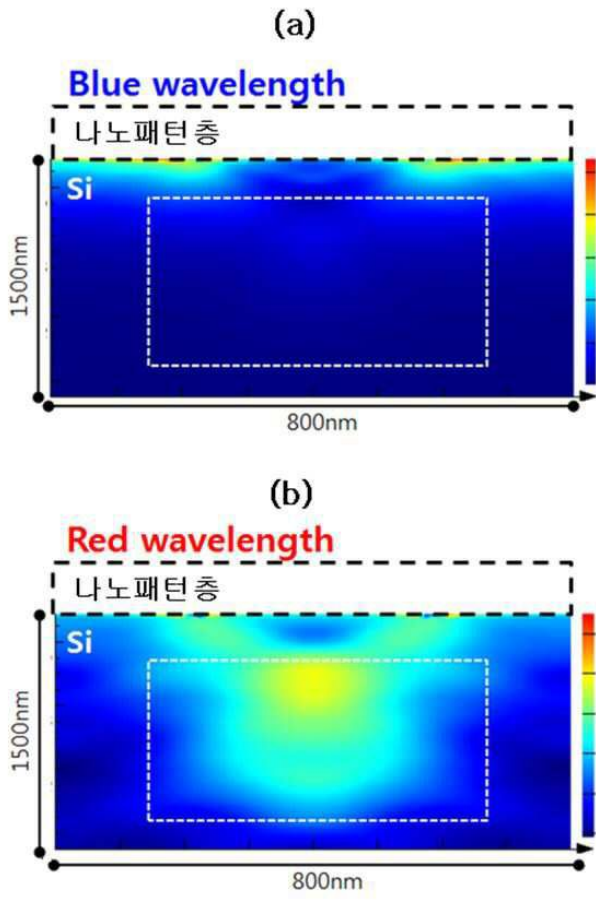 (a)
Blue wavelength
나노패턴층
Si
1500nm
800nm
(b)
Red wavelength
나노패턴층
Si
1500nm
800nm